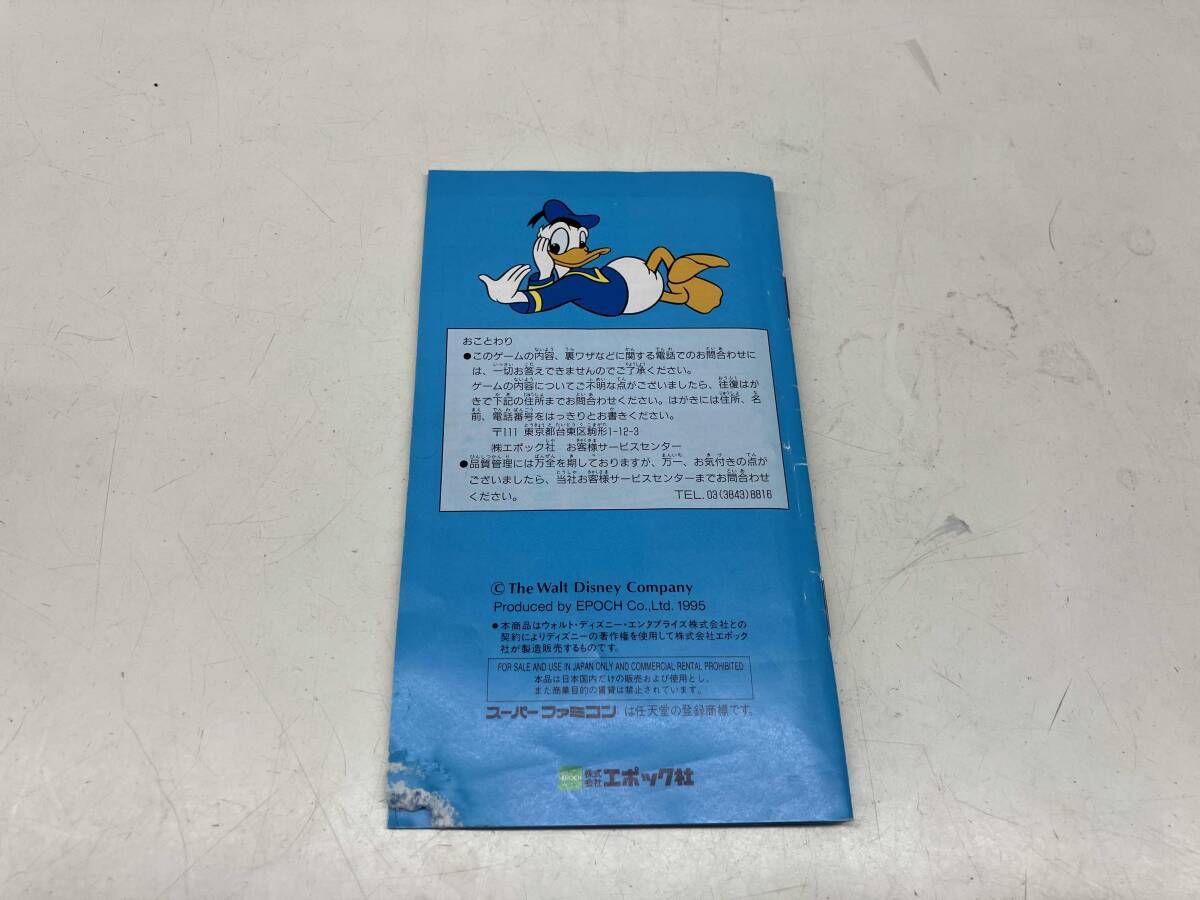 おことわり
●このゲームの内容、裏ワザなどに関する電話でのお問合わせに
は、一切お答えできませんのでご了承ください。
ゲームの内容についてご不明な点がございましたら、往復はが
きで下記の住所までお問合わせください。はがきには住所、名
前、電話番号をはっきりとお書きください。
〒111 東京都台東区駒形1-12-3
㈱エポック社 お客様サービスセンター
●品質管理には万全を期しておりますが、万一、お気付きの点が
ございましたら、当社お客様サービスセンターまでお問合わせ
ください。 TEL. 03(3843)8816
© The Walt Disney Company
Produced by EPOCH Co.,Ltd. 1995
●本商品はウォルト・ディズニー・エンタプライズ株式会社との
契約によりディズニーの著作権を使用して株式会社エポック
社が製造販売するものです。
FOR SALE AND USE IN JAPAN ONLY AND COMMERCIAL RENTAL PROHIBITED.
本品は日本国内だけの販売および使用とし、
また商業目的の賃貸は禁止されています。
スーパーファミコン は任天堂の登録商標です。
EPOCH 株式会社 エポック社